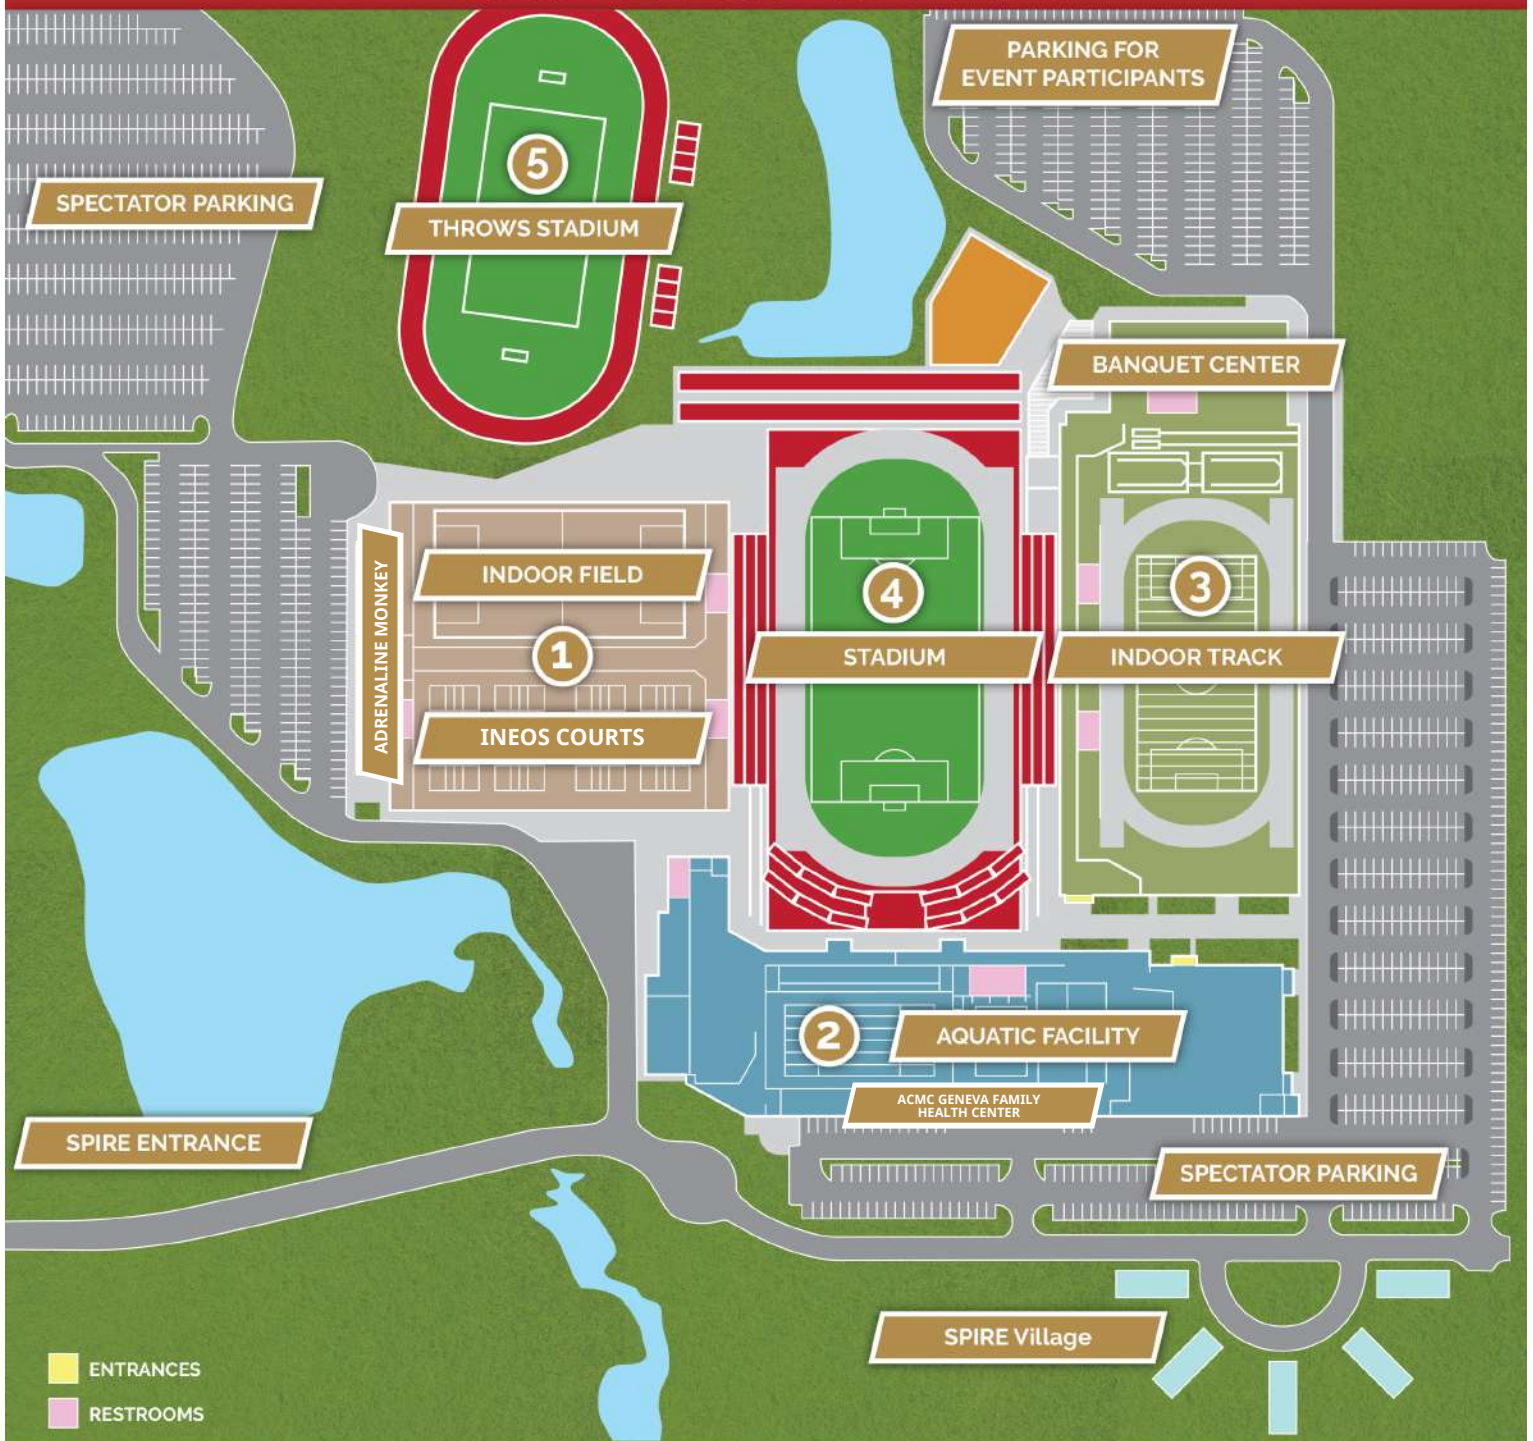 PARKING FOR
EVENT PARTICIPANTS
5
SPECTATOR PARKING
THROWS STADIUM
BANQUET CENTER
ADRENALINE MONKEY
INDOOR FIELD
4
3
1
STADIUM
INDOOR TRACK
INEOS COURTS
2
AQUATIC FACILITY
ACMC GENEVA FAMILY
HEALTH CENTER
SPIRE ENTRANCE
SPECTATOR PARKING
SPIRE Village
ENTRANCES
RESTROOMS